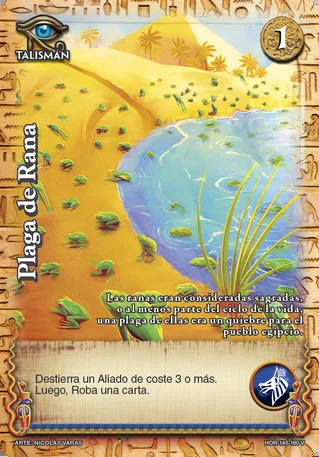 TALISMAN
1
Plaga de Rana
Las ranas eran consideradas sagradas,
o al menos parte del ciclo de la vida,
una plaga de ellas era un quiebre para el
pueblo egipcio.
Destierra un Aliado de coste 3 o más.
Luego, Roba una carta.
ARTE: NICOLÁS VARAS
HOR-145-160 V